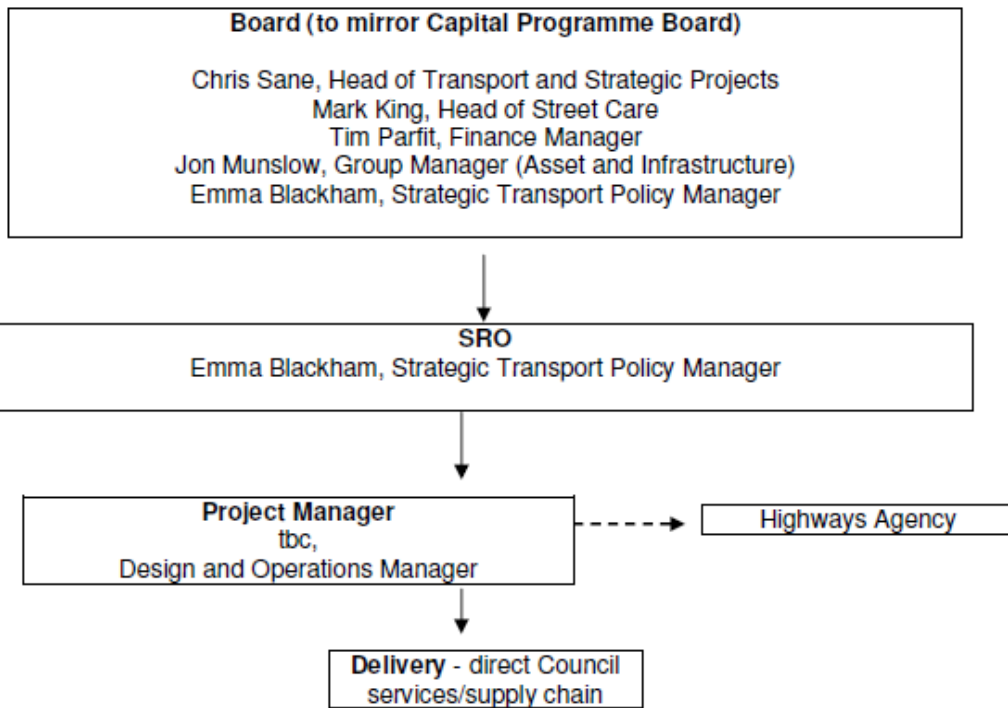 Board (to mirror Capital Programme Board)
Chris Sane, Head of Transport and Strategic Projects
Mark King, Head of Street Care
Tim Parfit, Finance Manager
Jon Munslow, Group Manager (Asset and Infrastructure)
Emma Blackham, Strategic Transport Policy Manager
SRO
Emma Blackham, Strategic Transport Policy Manager
Project Manager
tbc,
Design and Operations Manager
Highways Agency
Delivery - direct Council
services/supply chain